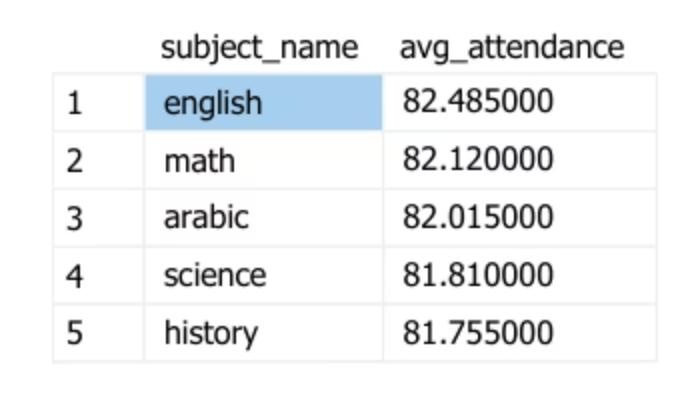 subject_name avg_attendance
1 english 82.485000
2 math 82.120000
3 arabic 82.015000
4 science 81.810000
5 history 81.755000